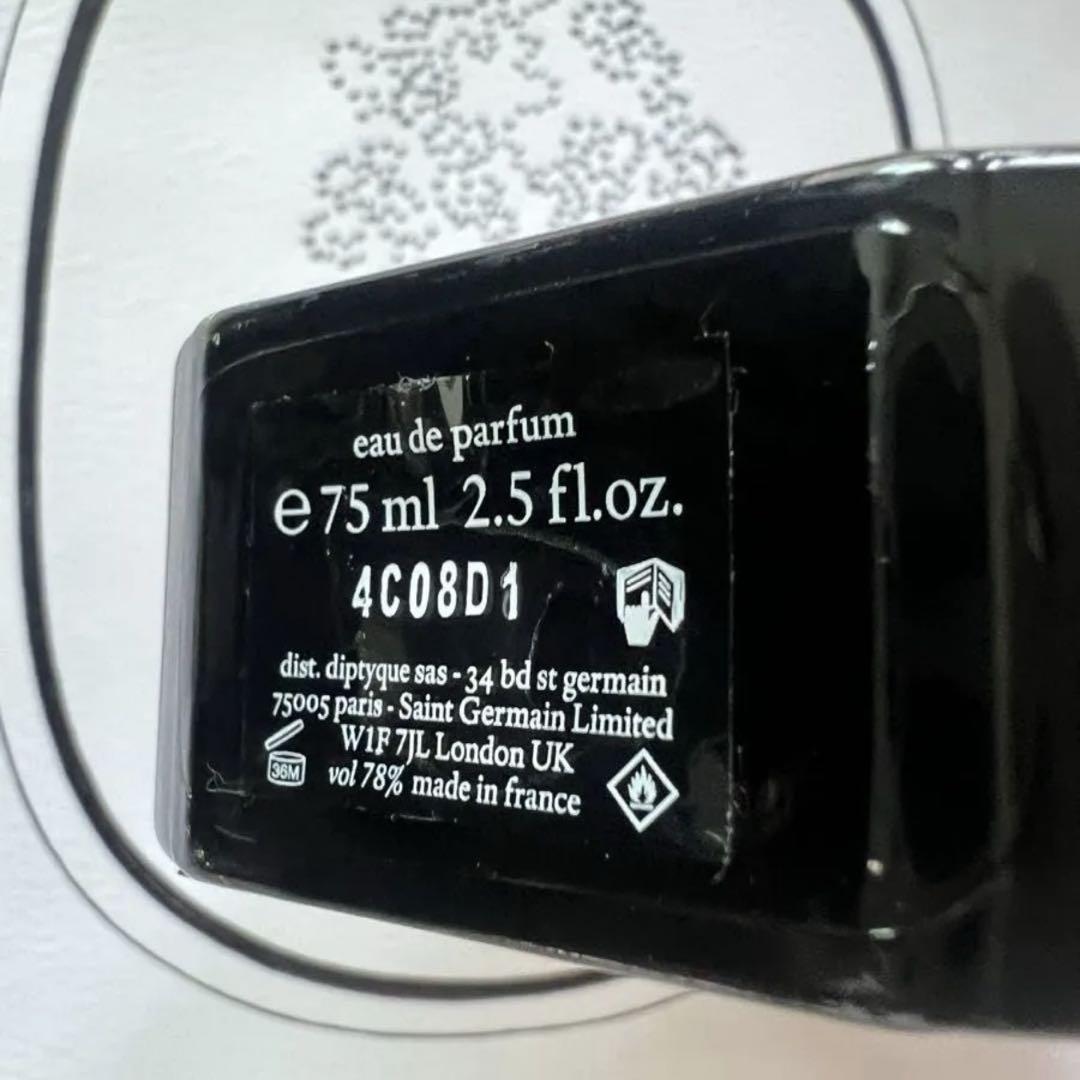 eau de parfum
℮ 75 ml 2.5 fl.oz.
4C08D1
dist. diptyque sas - 34 bd st germain
75005 paris - Saint Germain Limited
W1F 7JL London UK
36M
vol 78% made in france